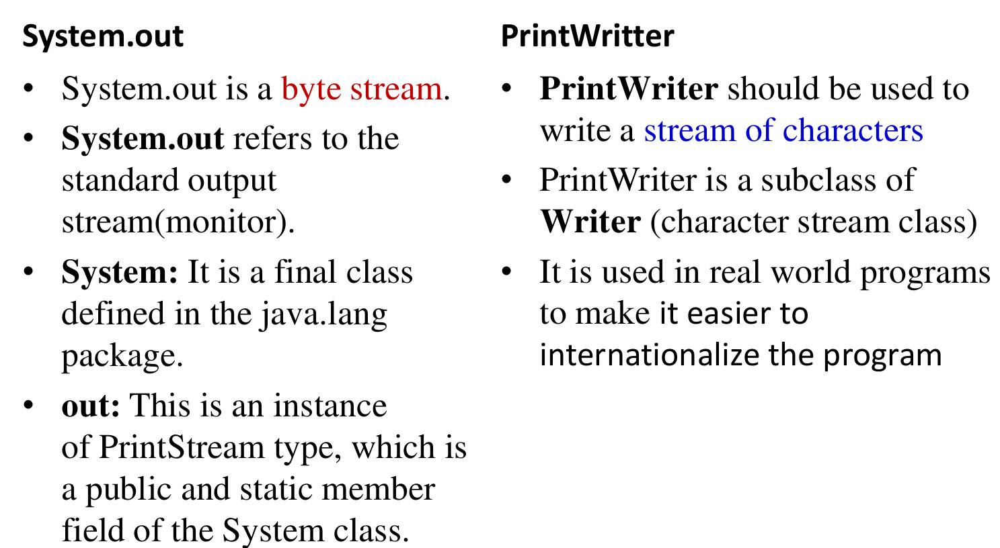 System.out
• System.out is a byte stream.
• System.out refers to the
standard output
stream(monitor).
• System: It is a final class
defined in the java.lang
package.
• out: This is an instance
of PrintStream type, which is
a public and static member
field of the System class.
PrintWritter
• PrintWriter should be used to
write a stream of characters
• PrintWriter is a subclass of
Writer (character stream class)
• It is used in real world programs
to make it easier to
internationalize the program